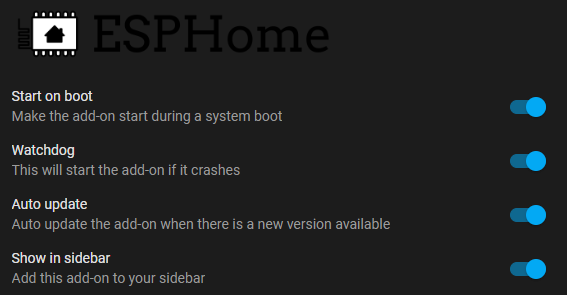 ESPHome
Start on boot
Make the add-on start during a system boot
Watchdog
This will start the add-on if it crashes
Auto update
Auto update the add-on when there is a new version available
Show in sidebar
Add this add-on to your sidebar